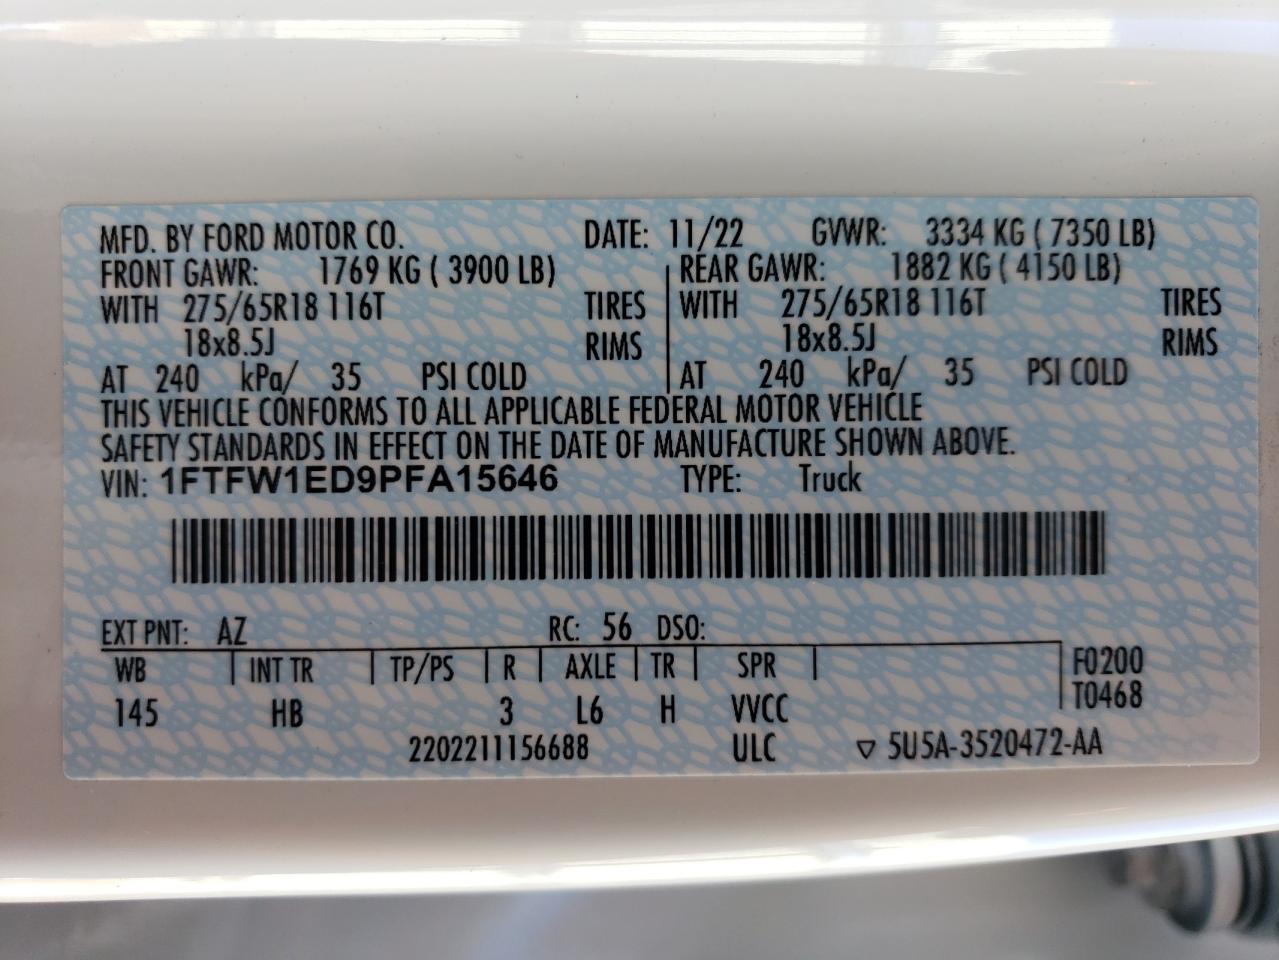 MFD. BY FORD MOTOR CO. DATE: 11/22 GVWR: 3334 KG ( 7350 LB)
FRONT GAWR: 1769 KG ( 3900 LB) REAR GAWR: 1882 KG ( 4150 LB)
WITH 275/65R18 116T TIRES WITH 275/65R18 116T TIRES
18x8.5J RIMS 18x8.5J RIMS
AT 240 kPa/ 35 PSI COLD AT 240 kPa/ 35 PSI COLD
THIS VEHICLE CONFORMS TO ALL APPLICABLE FEDERAL MOTOR VEHICLE
SAFETY STANDARDS IN EFFECT ON THE DATE OF MANUFACTURE SHOWN ABOVE.
VIN: 1FTFW1ED9PFA15646 TYPE: Truck
EXT PNT: AZ RC: 56 DSO:
WB INT TR TP/PS R AXLE TR SPR F0200
145 HB 3 L6 H VVCC T0468
2202211156688 ULC ▽ 5U5A-3520472-AA